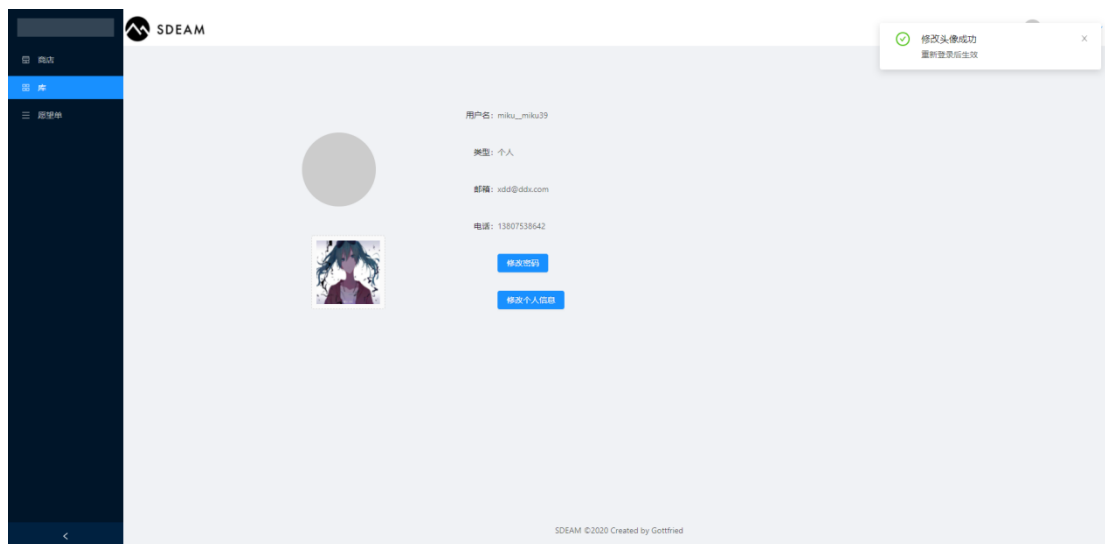 SDEAM
修改头像成功
重新登录后生效
商店
库
愿望单
用户名: miku__miku39
类型: 个人
邮箱: xdd@ddx.com
电话: 13807538642
修改密码
修改个人信息
SDEAM ©2020 Created by Gottfried